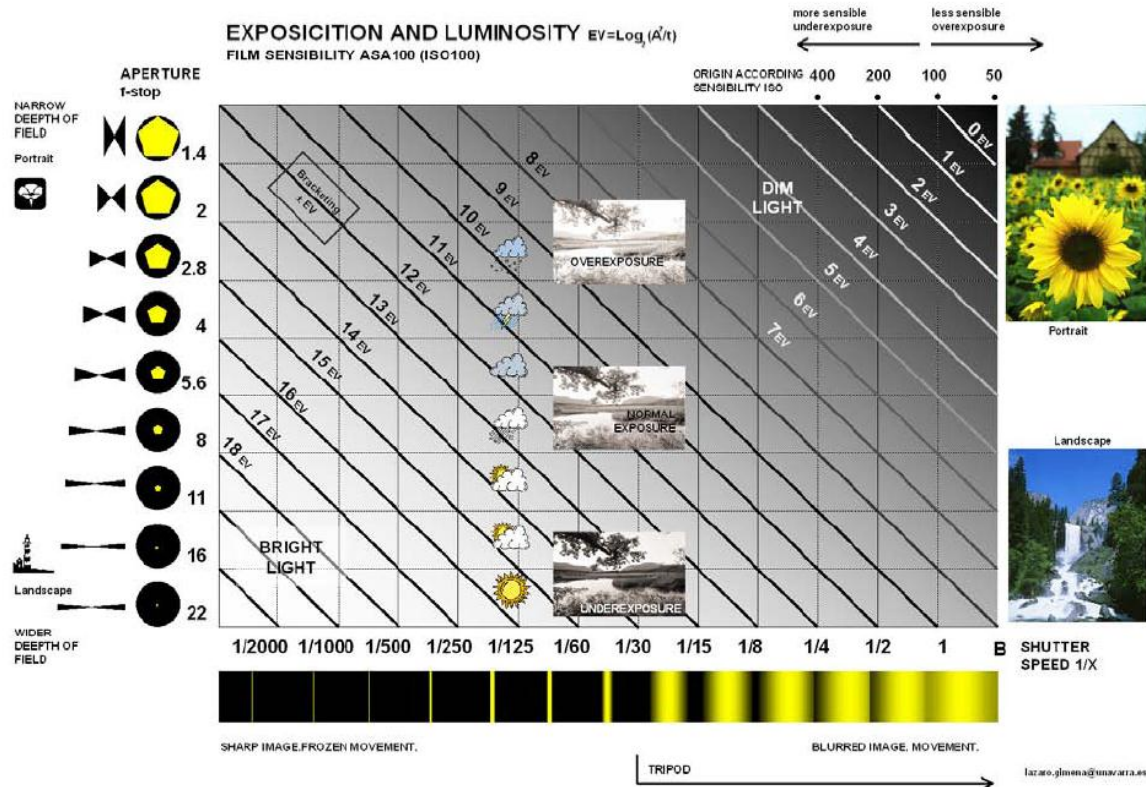 EXPOSICITION AND LUMINOSITY EV=Log₂(A²/t)
FILM SENSIBILITY ASA100 (ISO100)
more sensible
underexposure
less sensible
overexposure
ORIGIN ACCORDING
SENSIBILITY ISO
400 200 100 50
APERTURE
f-stop
NARROW
DEEPTH OF
FIELD
Portrait
1.4
2
2.8
4
5.6
8
11
16
22
Landscape
WIDER
DEEPTH OF
FIELD
Bracketing
± EV
0 EV
1 EV
2 EV
3 EV
4 EV
5 EV
6 EV
7 EV
8 EV
9 EV
10 EV
11 EV
12 EV
13 EV
14 EV
15 EV
16 EV
17 EV
18 EV
DIM
LIGHT
BRIGHT
LIGHT
OVEREXPOSURE
NORMAL
EXPOSURE
UNDEREXPOSURE
Portrait
Landscape
1/2000 1/1000 1/500 1/250 1/125 1/60 1/30 1/15 1/8 1/4 1/2 1 B
SHUTTER
SPEED 1/X
SHARP IMAGE.FROZEN MOVEMENT.
BLURRED IMAGE. MOVEMENT.
TRIPOD
lazaro.gimena@unavarra.es